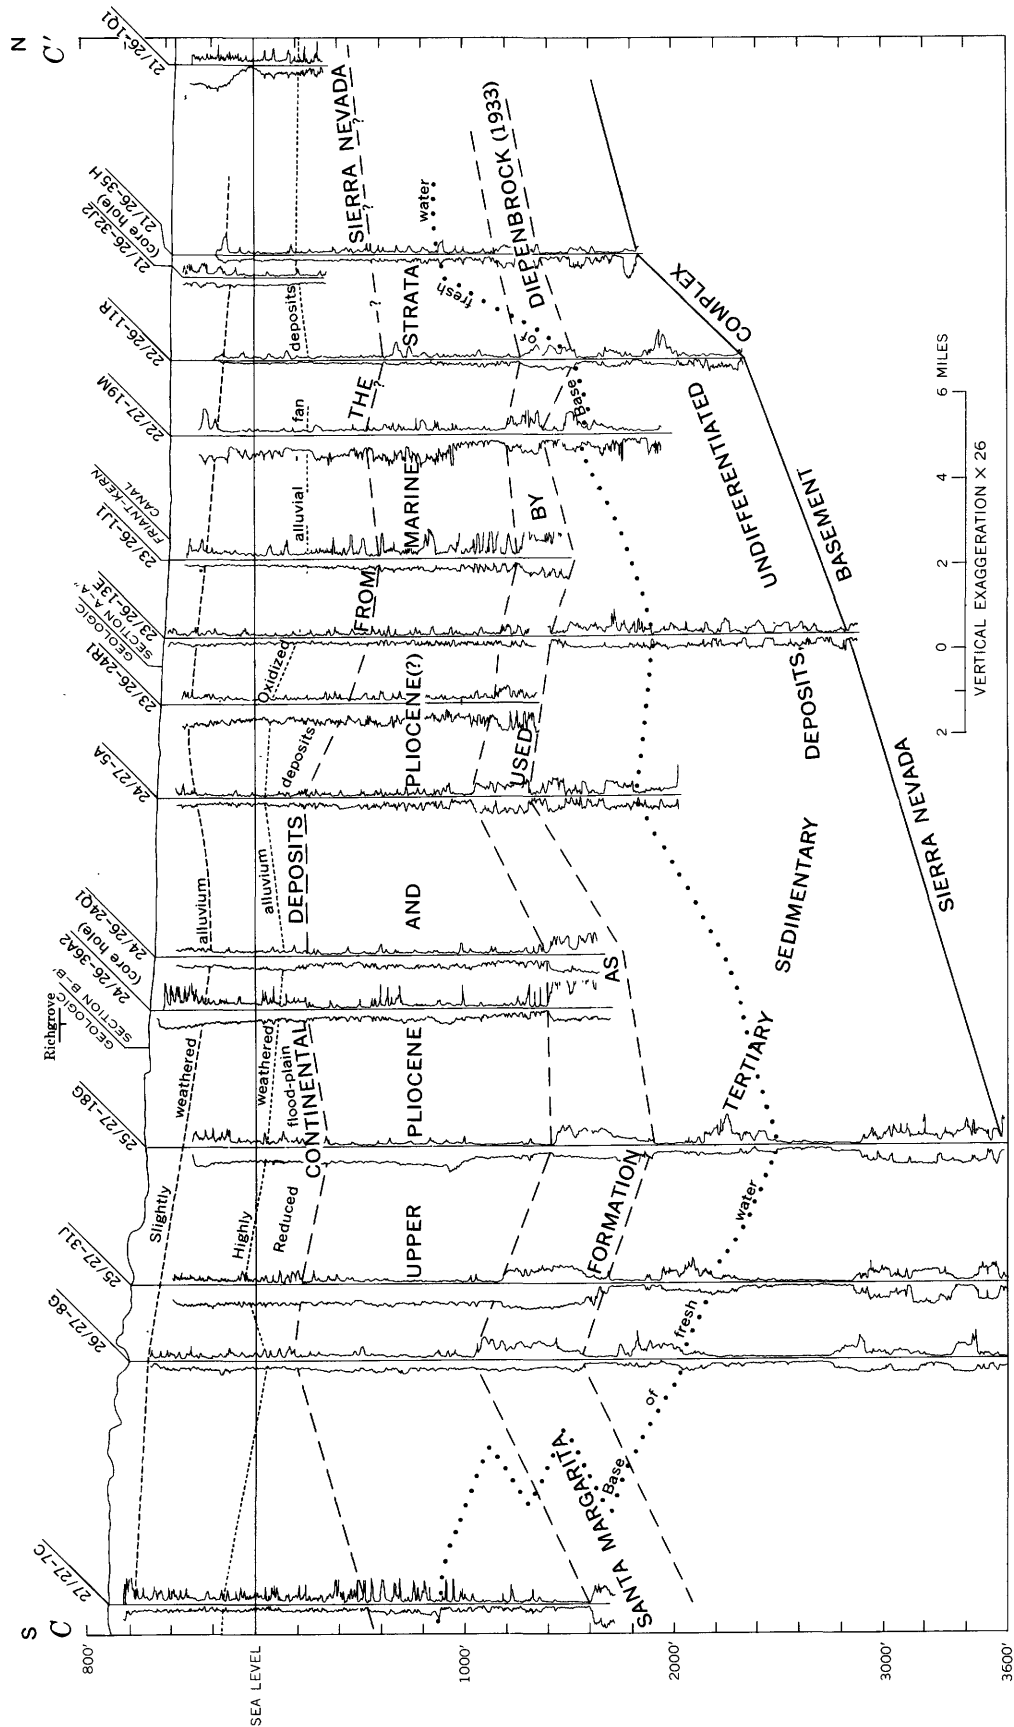 S
C
N
C'
27/27-7C
26/27-8G
25/27-31J
25/27-18G
Richgrove
GEOLOGIC
SECTION B-B'
24/26-36A2
(core hole)
24/26-24Q1
24/27-5A
23/26-24R1
GEOLOGIC
SECTION A-A"
23/26-13E
23/26-1J1
FRIANT-KERN
CANAL
22/27-19M
22/26-11R
21/26-32J2
(core hole)
21/26-35H
21/26-1Q1
800'
SEA LEVEL
1000'
2000'
3000'
3600'
Slightly weathered alluvium
Highly weathered alluvium
Reduced flood-plain deposits
Oxidized alluvial fan deposits
CONTINENTAL DEPOSITS FROM THE SIERRA NEVADA
? ? ? ?
UPPER PLIOCENE AND PLIOCENE(?) MARINE STRATA
SANTA MARGARITA FORMATION AS USED BY DIEPENBROCK (1933)
Base of fresh water
Base of fresh water
TERTIARY SEDIMENTARY DEPOSITS, UNDIFFERENTIATED
SIERRA NEVADA BASEMENT COMPLEX
2 0 2 4 6 MILES
VERTICAL EXAGGERATION X 26